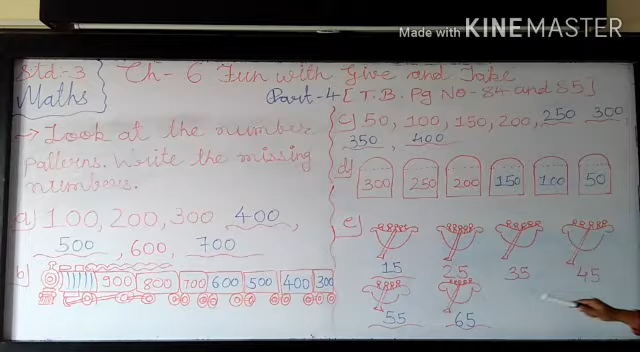 Made with KINEMASTER
Std-3
Maths
Ch-6 Fun with Give and Take
Part-4 [T.B. Pg No-84 and 85]
→ Look at the number
patterns. Write the missing
numbers.
a) 100, 200, 300 400,
500, 600, 700
b) 900 800 700 600 500 400 300
c) 50, 100, 150, 200, 250 300,
350, 400
d) 300 250 200 150 100 50
e) 15 25 35 45
55 65